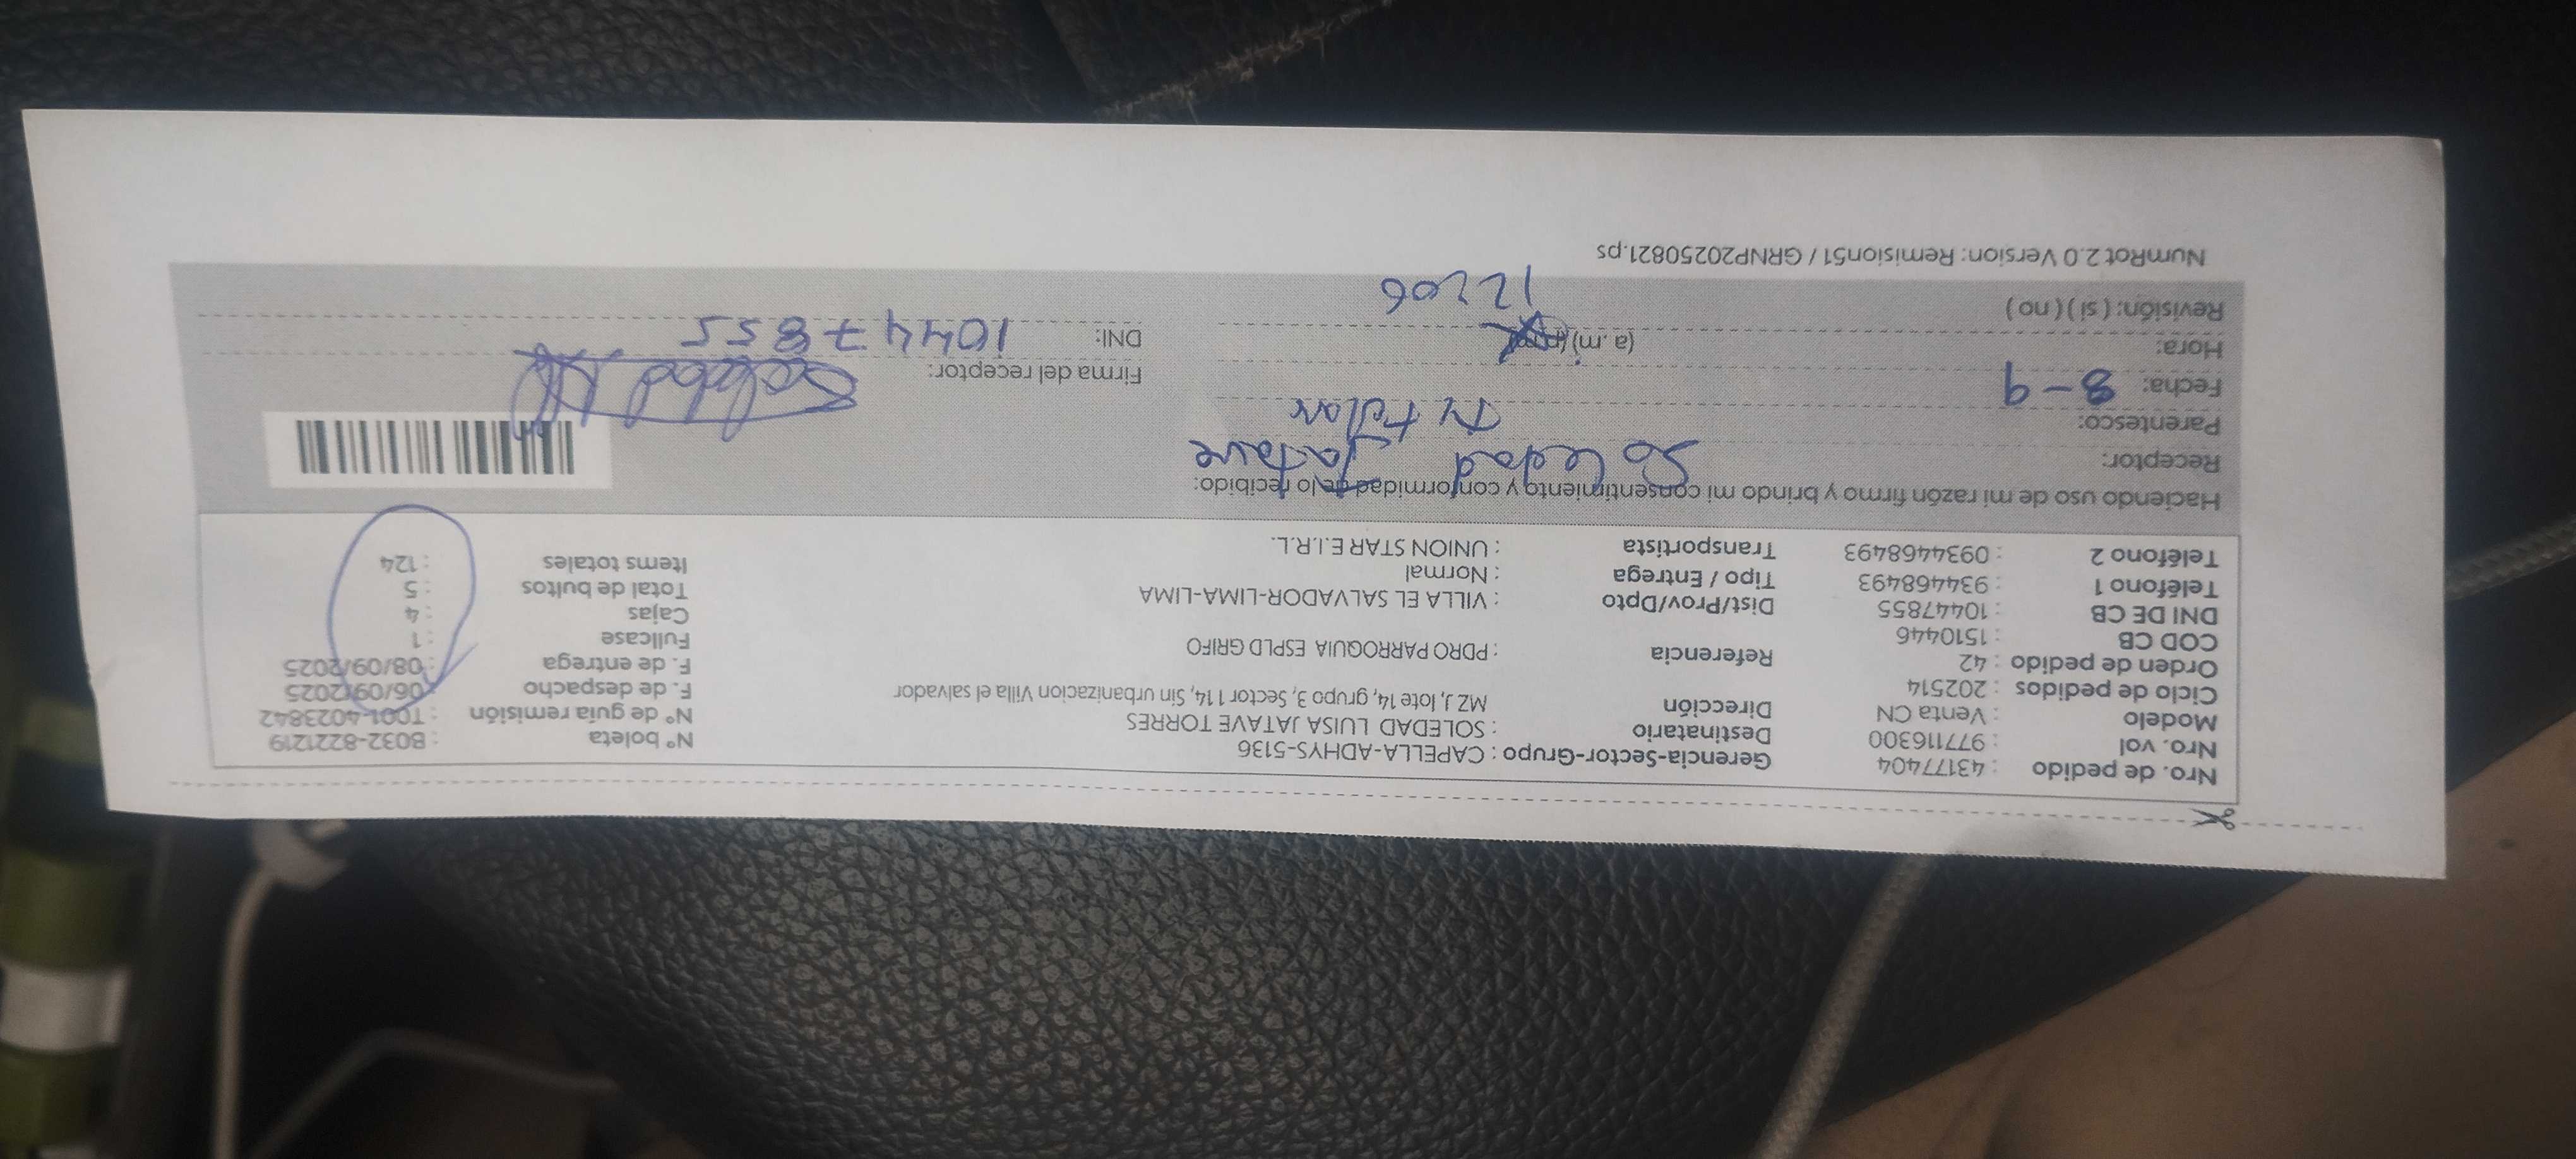 Nro. de pedido : 43177404
Nro. vol : 977116300
Modelo : Venta CN
Ciclo de pedidos : 202514
Orden de pedido : 42
COD CB : 1510446
DNI DE CB : 10447855
Teléfono 1 : 934468493
Teléfono 2 : 0934468493
Gerencia-Sector-Grupo : CAPELLA-ADHYS-5136
Destinatario : SOLEDAD LUISA JATAVE TORRES
Dirección MZ J, lote 14, grupo 3, Sector 1 14, Sin urbanizacion Villa el salvador
Referencia : PDRO PARROQUIA ESPLD GRIFO
Dist/Prov/Dpto : VILLA EL SALVADOR-LIMA-LIMA
Tipo / Entrega : Normal
Transportista : UNION STAR E.I.R.L.
N° boleta : B032-8221219
N° de guía remisión : T001-4023842
F. de despacho : 06/09/2025
F. de entrega : 08/09/2025
Fullcase : 1
Cajas : 4
Total de bultos : 5
Items totales : 124
Haciendo uso de mi razón firmo y brindo mi consentimiento y conformidad de lo recibido:
Receptor: Soledad Jatave
Parentesco: Titular
Fecha: 8-9
Hora: (a. m)
Revisión: ( si ) ( no ) 12:06
Firma del receptor: Soledad
DNI: 10447855
NumRot 2.0 Version: Remision51 / GRNP20250821.ps